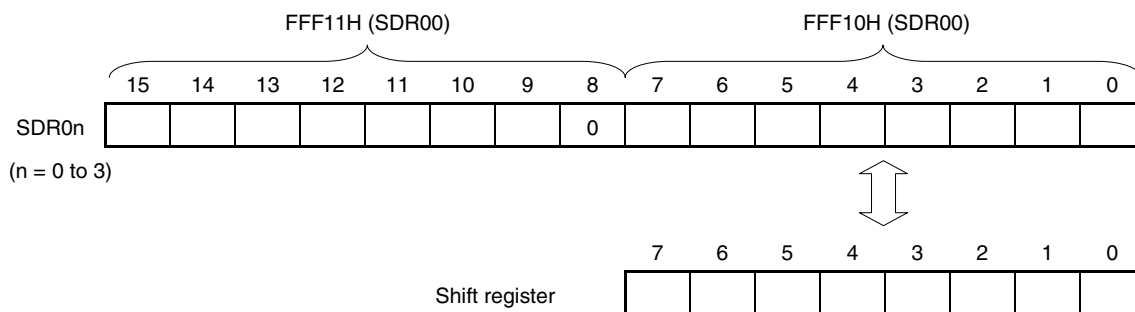 FFF11H (SDR00) FFF10H (SDR00)
15 14 13 12 11 10 9 8 7 6 5 4 3 2 1 0
SDR0n 0
(n = 0 to 3)
7 6 5 4 3 2 1 0
Shift register